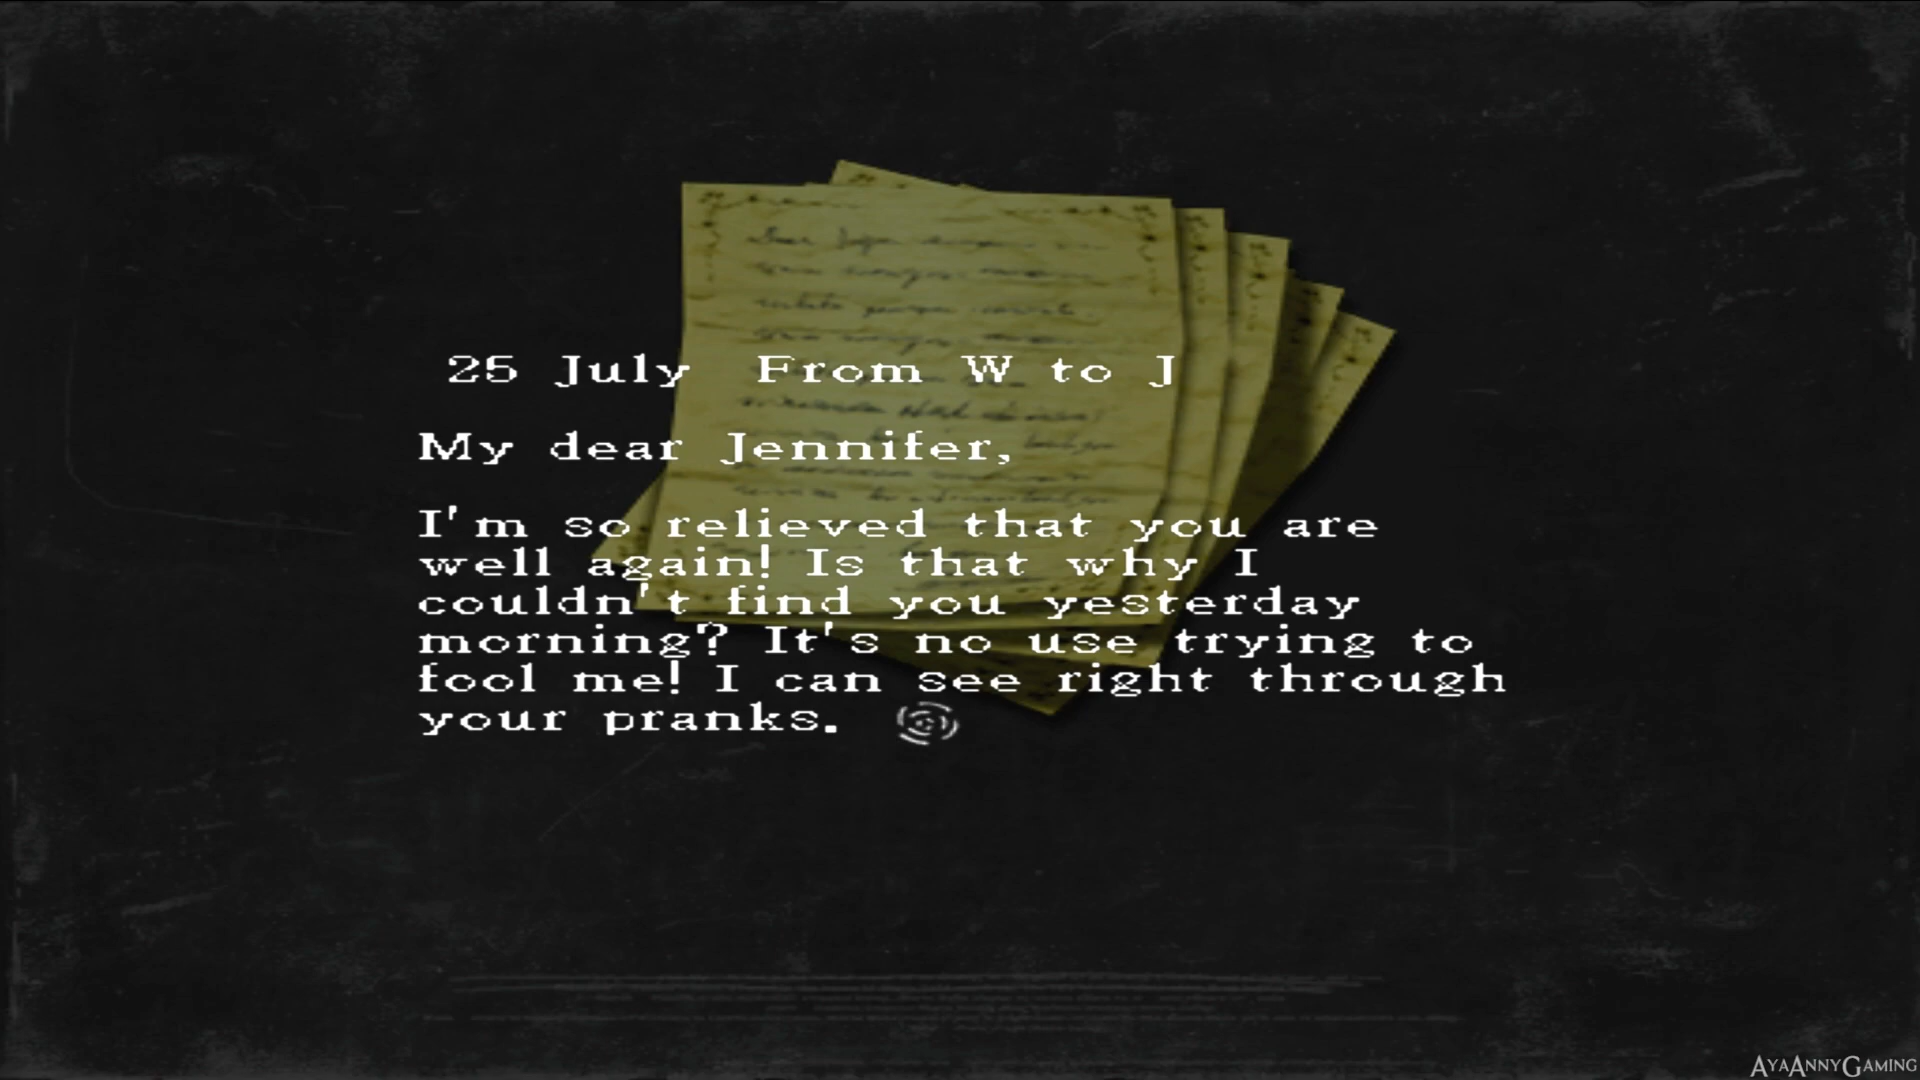 25 July From W to J
My dear Jennifer,
I'm so relieved that you are
well again! Is that why I
couldn't find you yesterday
morning? It's no use trying to
fool me! I can see right through
your pranks.
AyaAnnyGaming